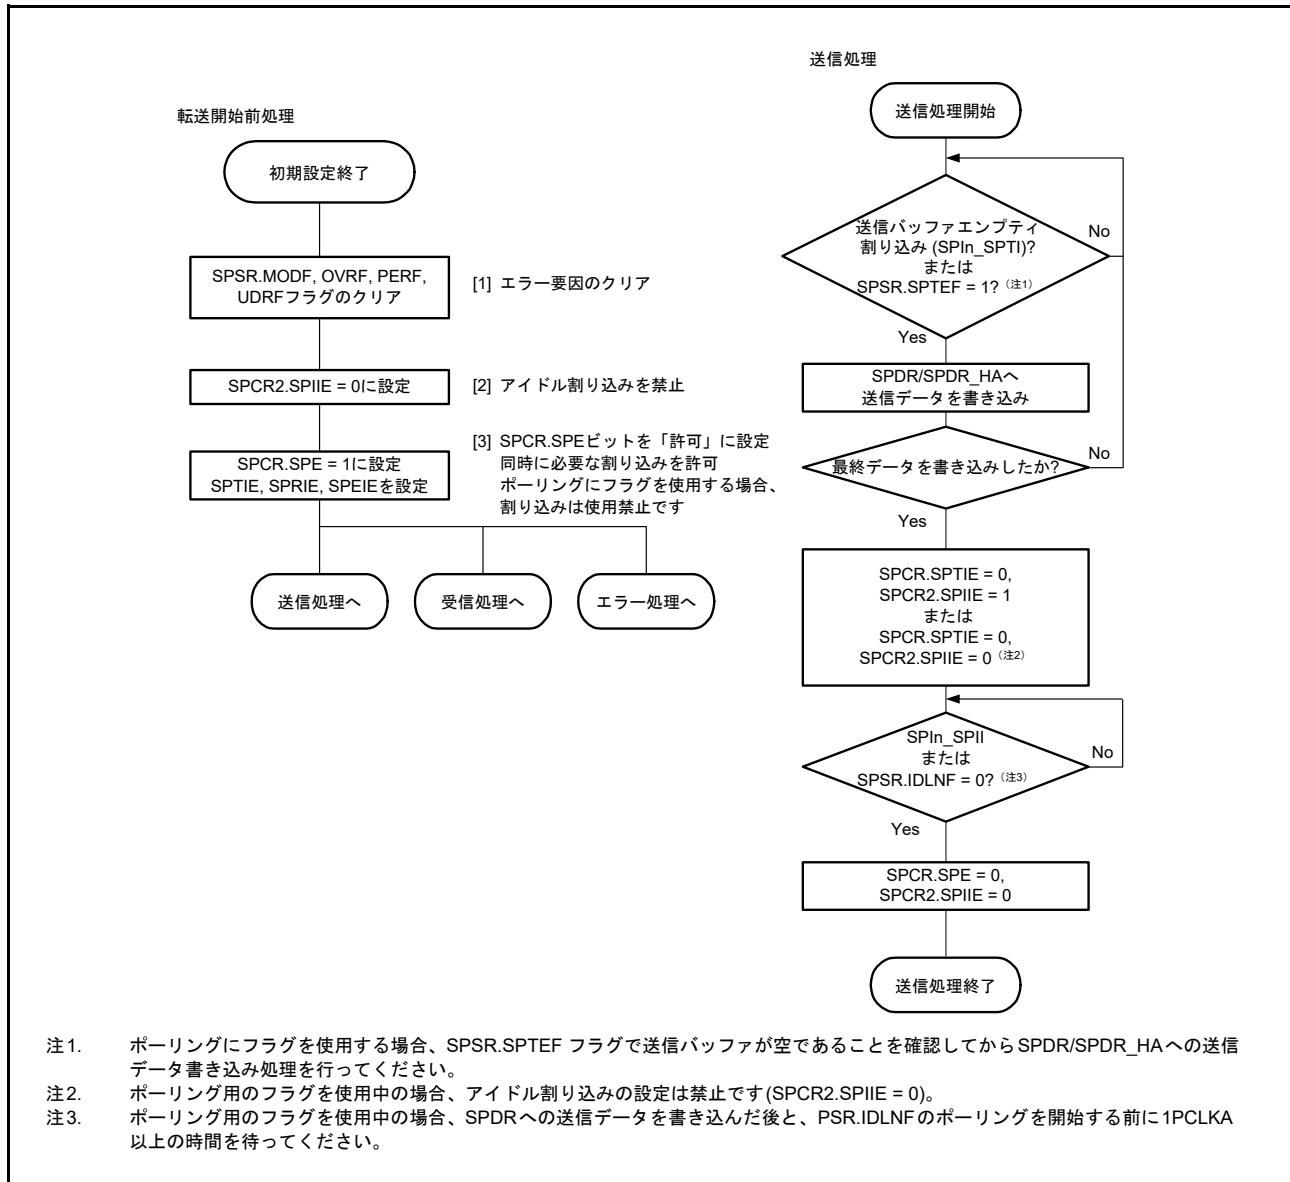 転送開始前処理
初期設定終了
SPSR.MODF, OVRF, PERF,
UDRFフラグのクリア
[1] エラー要因のクリア
SPCR2.SPIIE = 0に設定
[2] アイドル割り込みを禁止
SPCR.SPE = 1に設定
SPTIE, SPRIE, SPEIEを設定
[3] SPCR.SPEビットを「許可」に設定
同時に必要な割り込みを許可
ポーリングにフラグを使用する場合、
割り込みは使用禁止です
送信処理へ
受信処理へ
エラー処理へ
送信処理
送信処理開始
送信バッファエンプティ
割り込み (SPIn_SPTI)?
または
SPSR.SPTEF = 1?（注1）
No
Yes
SPDR/SPDR_HAへ
送信データを書き込み
最終データを書き込みしたか?
No
Yes
SPCR.SPTIE = 0,
SPCR2.SPIIE = 1
または
SPCR.SPTIE = 0,
SPCR2.SPIIE = 0（注2）
SPIn_SPII
または
SPSR.IDLNF = 0?（注3）
No
Yes
SPCR.SPE = 0,
SPCR2.SPIIE = 0
送信処理終了
注1. ポーリングにフラグを使用する場合、SPSR.SPTEF フラグで送信バッファが空であることを確認してからSPDR/SPDR_HAへの送信
データ書き込み処理を行ってください。
注2. ポーリング用のフラグを使用中の場合、アイドル割り込みの設定は禁止です(SPCR2.SPIIE = 0)。
注3. ポーリング用のフラグを使用中の場合、SPDRへの送信データを書き込んだ後と、PSR.IDLNFのポーリングを開始する前に1PCLKA
以上の時間を待ってください。